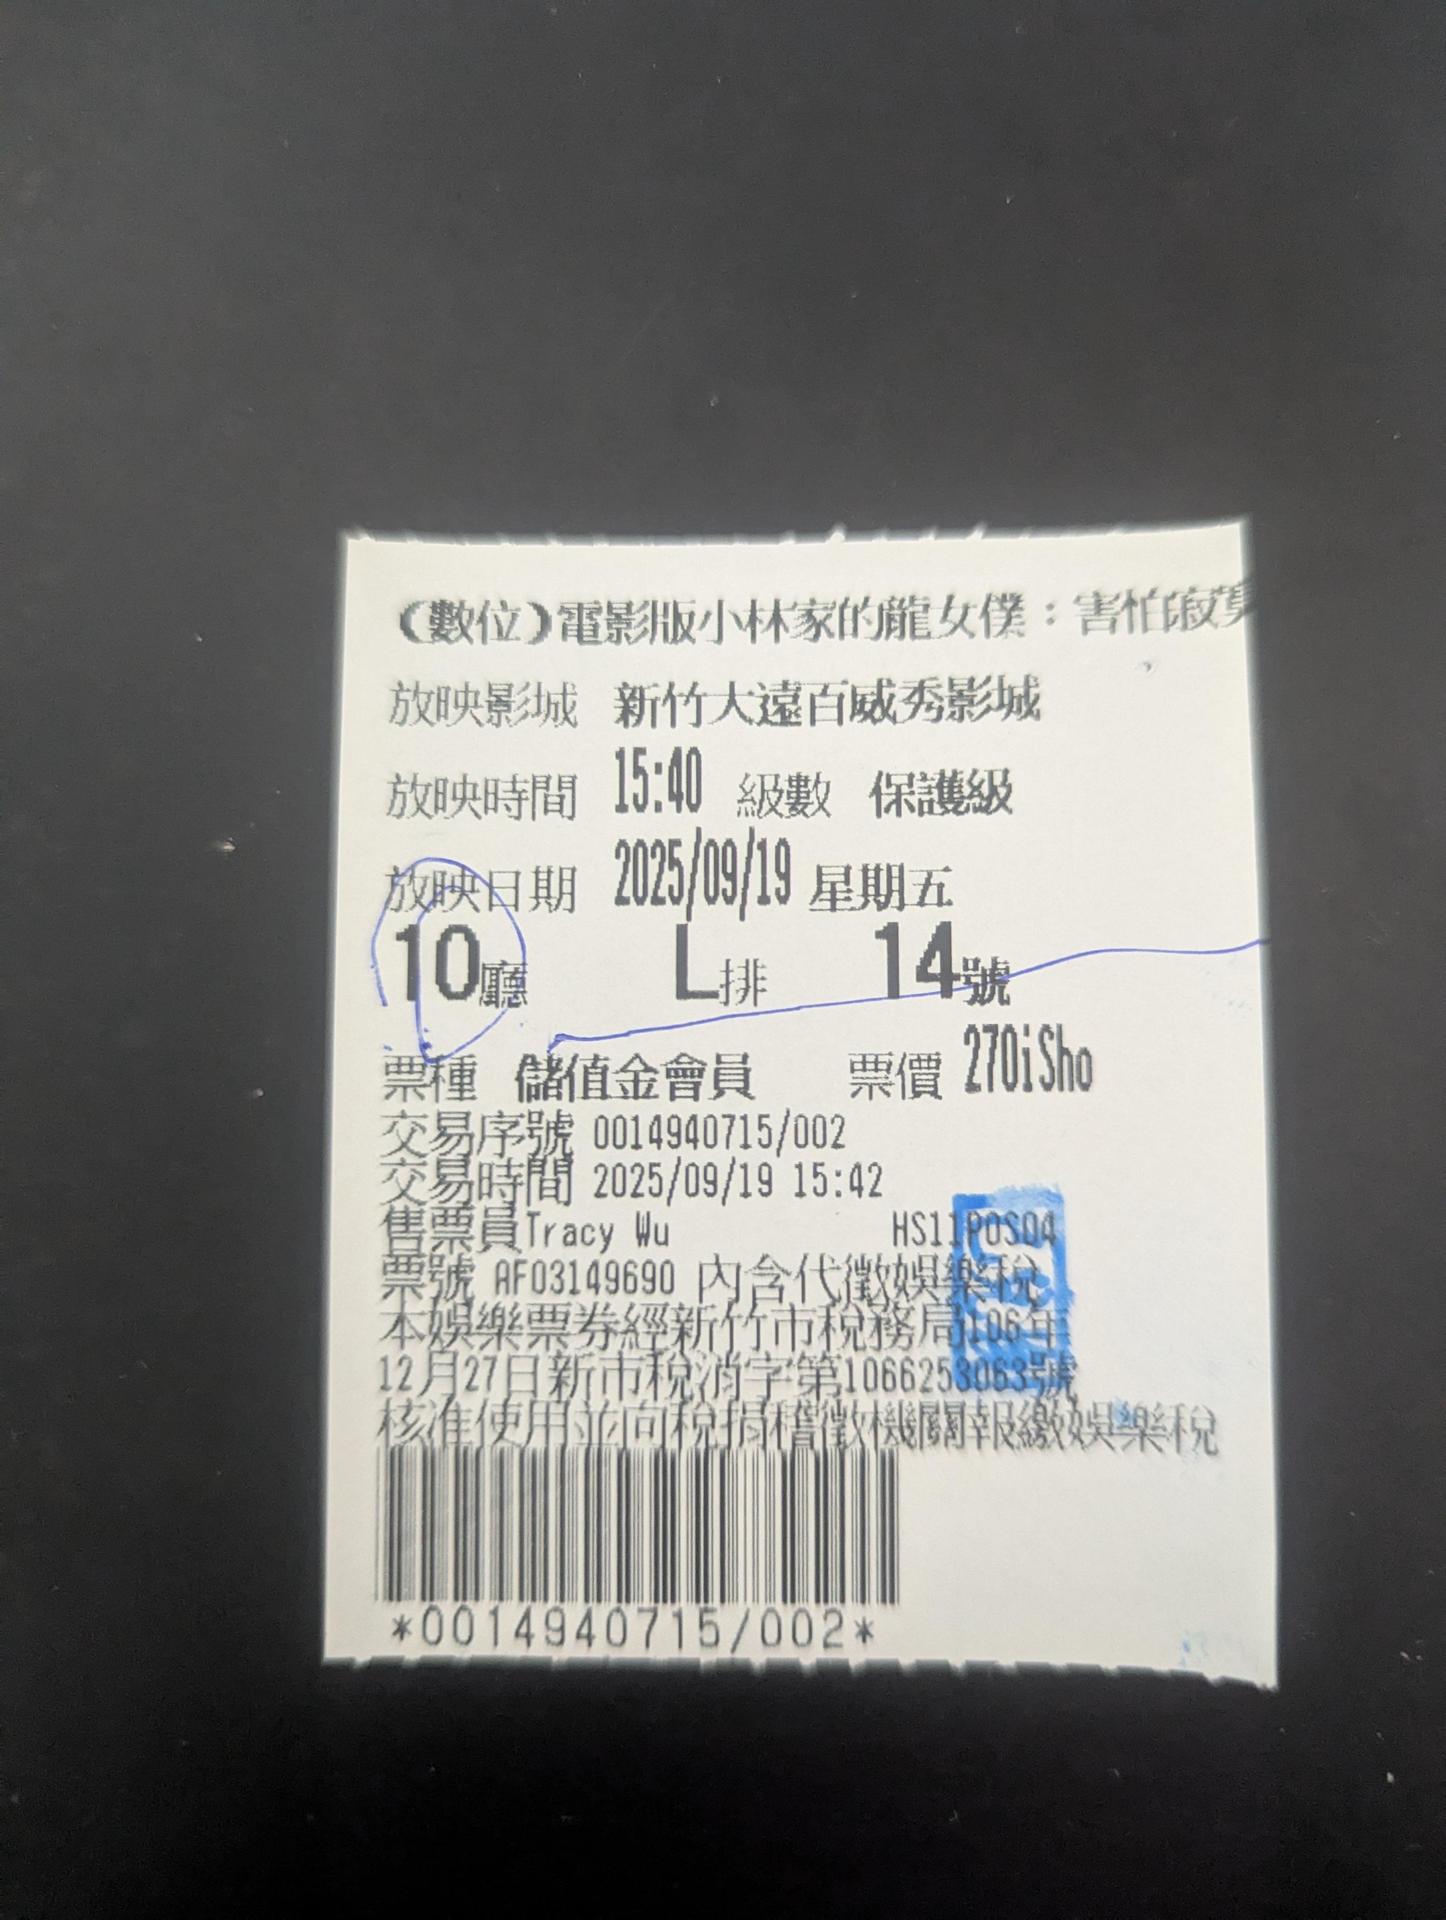 (數位)電影版小林家的龍女僕：害怕寂寞
放映影城 新竹大遠百威秀影城
放映時間 15:40 級數 保護級
放映日期 2025/09/19 星期五
10廳 L排 14號
票種 儲值金會員 票價 270iSho
交易序號 0014940715/002
交易時間 2025/09/19 15:42
售票員Tracy Wu HS11POS04
票號 AF03149690 內含代徵娛樂稅
本娛樂票券經新竹市稅務局106年
12月27日新市稅消字第1066253063號
核准使用並向稅捐稽徵機關報繳娛樂稅
*0014940715/002*